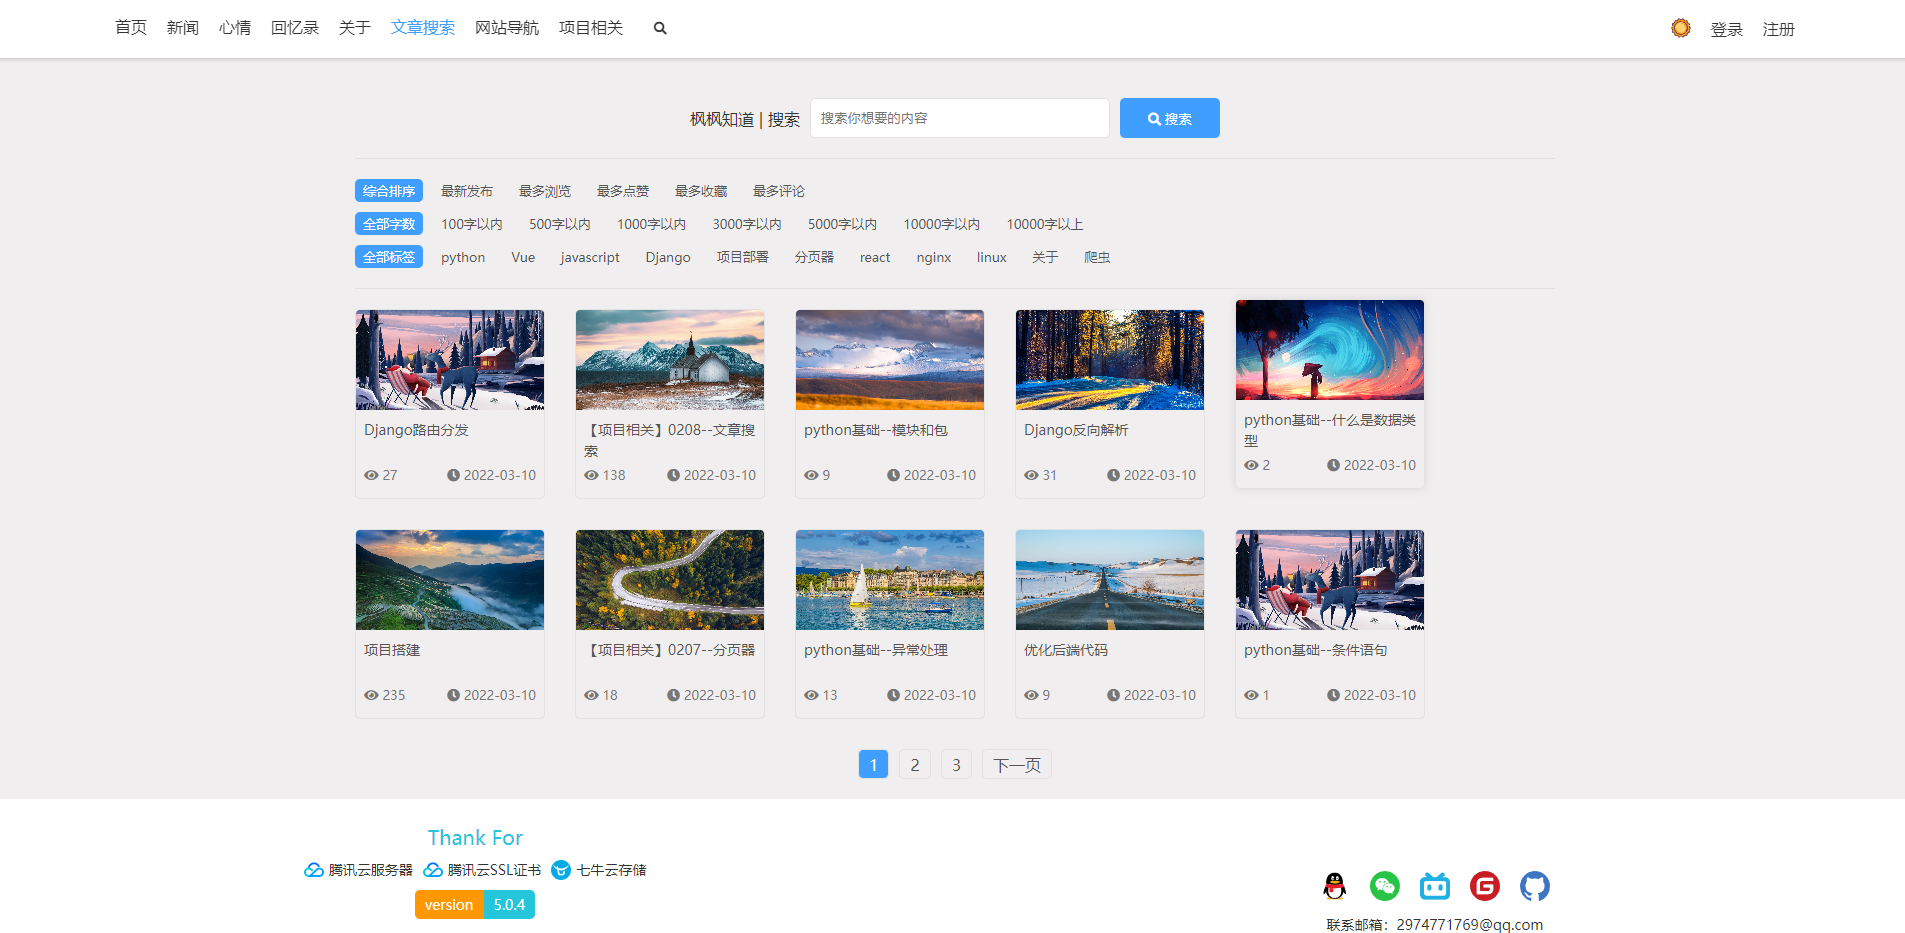 首页 新闻 心情 回忆录 关于 文章搜索 网站导航 项目相关 登录 注册
枫枫知道 | 搜索 搜索你想要的内容 搜索
综合排序 最新发布 最多浏览 最多点赞 最多收藏 最多评论
全部字数 100字以内 500字以内 1000字以内 3000字以内 5000字以内 10000字以内 10000字以上
全部标签 python Vue javascript Django 项目部署 分页器 react nginx linux 关于 爬虫
Django路由分发
27 2022-03-10
【项目相关】0208--文章搜
索
138 2022-03-10
python基础--模块和包
9 2022-03-10
Django反向解析
31 2022-03-10
python基础--什么是数据类
型
2 2022-03-10
项目搭建
235 2022-03-10
【项目相关】0207--分页器
18 2022-03-10
python基础--异常处理
13 2022-03-10
优化后端代码
9 2022-03-10
python基础--条件语句
1 2022-03-10
1 2 3 下一页
Thank For
腾讯云服务器 腾讯云SSL证书 七牛云存储
version 5.0.4
联系邮箱：2974771769@qq.com